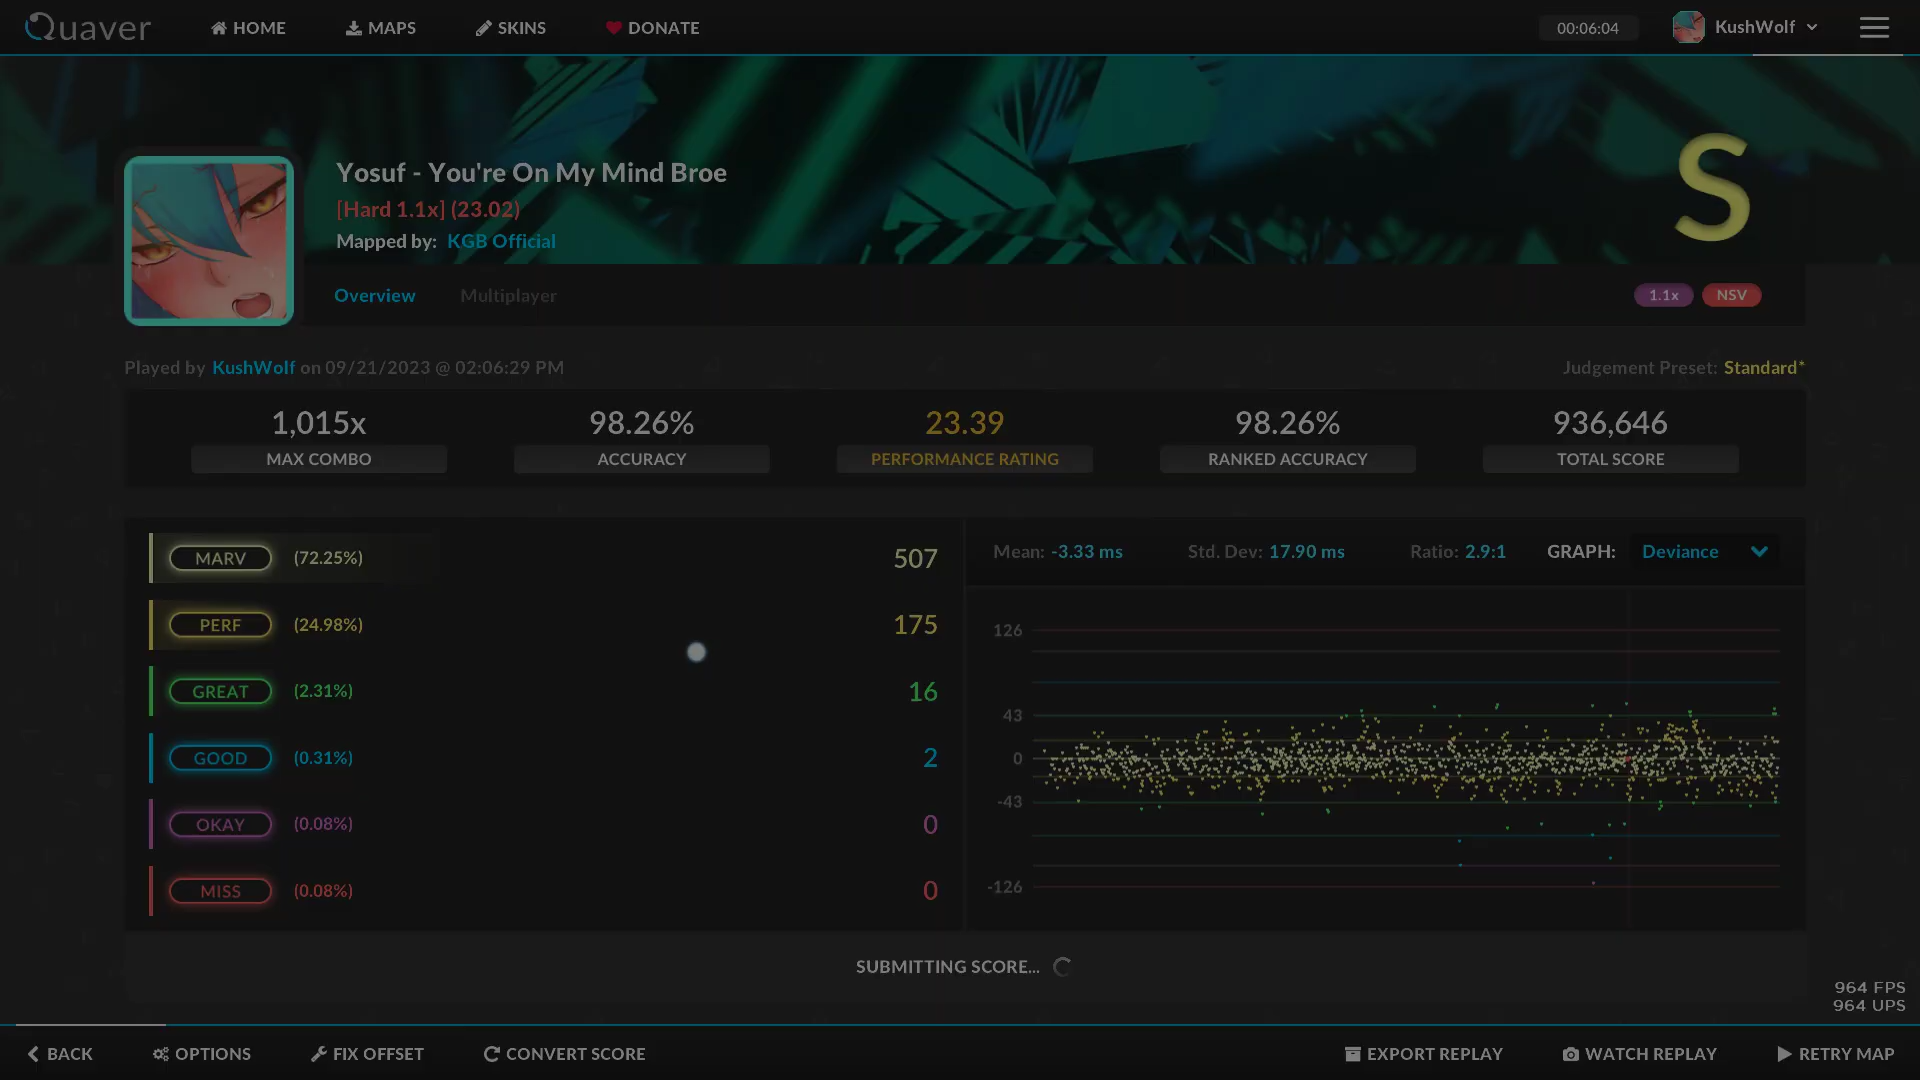 Quaver HOME MAPS SKINS DONATE 00:06:04 KushWolf
Yosuf - You're On My Mind Broe
[Hard 1.1x] (23.02)
Mapped by: KGB Official
S
Overview Multiplayer 1.1x NSV
Played by KushWolf on 09/21/2023 @ 02:06:29 PM Judgement Preset: Standard*
1,015x 98.26% 23.39 98.26% 936,646
MAX COMBO ACCURACY PERFORMANCE RATING RANKED ACCURACY TOTAL SCORE
MARV (72.25%) 507
PERF (24.98%) 175
GREAT (2.31%) 16
GOOD (0.31%) 2
OKAY (0.08%) 0
MISS (0.08%) 0
Mean: -3.33 ms Std. Dev: 17.90 ms Ratio: 2.9:1 GRAPH: Deviance
126
43
0
-43
-126
SUBMITTING SCORE...
964 FPS
964 UPS
BACK OPTIONS FIX OFFSET CONVERT SCORE EXPORT REPLAY WATCH REPLAY RETRY MAP